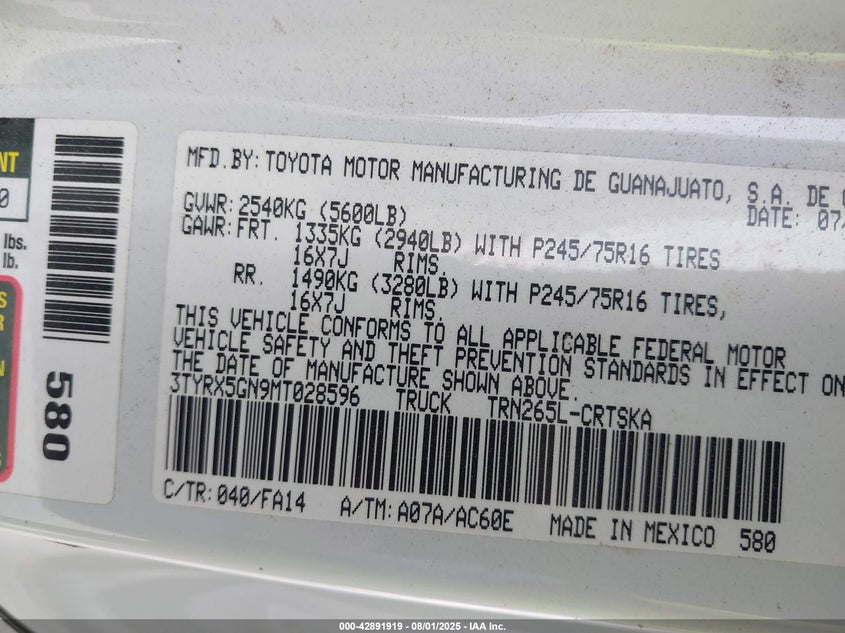 NT
0
lbs.
lb.
S
R
N
S
580
MFD.BY:TOYOTA MOTOR MANUFACTURING DE GUANAJUATO, S.A. DE
GVWR:2540KG (5600LB) DATE: 07/
GAWR:FRT. 1335KG (2940LB) WITH P245/75R16 TIRES
16X7J RIMS,
RR. 1490KG (3280LB) WITH P245/75R16 TIRES,
16X7J RIMS.
THIS VEHICLE CONFORMS TO ALL APPLICABLE FEDERAL MOTOR
VEHICLE SAFETY AND THEFT PREVENTION STANDARDS IN EFFECT ON
THE DATE OF MANUFACTURE SHOWN ABOVE.
3TYRX5GN9MT028596 TRUCK TRN265L-CRTSKA
C/TR:040/FA14 A/TM:A07A/AC60E MADE IN MEXICO 580
000-42891919 - 08/01/2025 - IAA Inc.